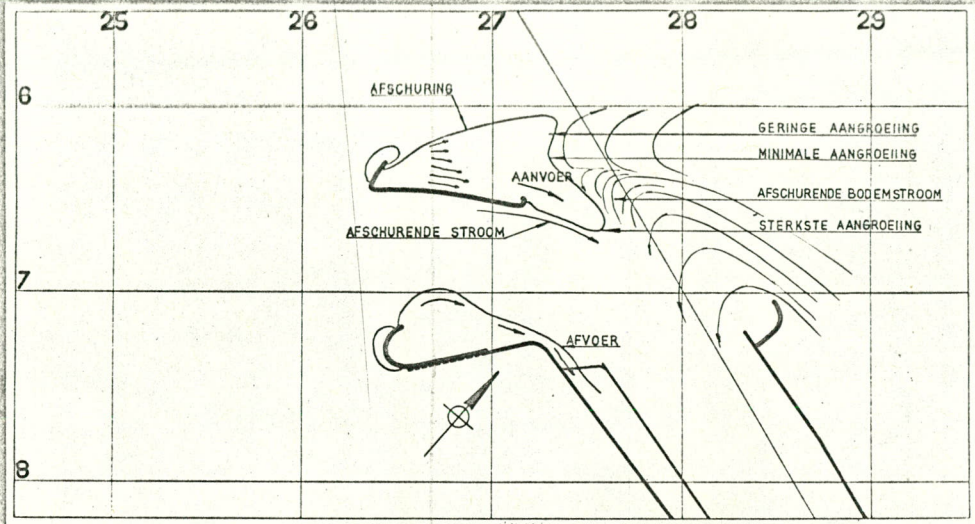 25 26 27 28 29
6
AFSCHURING
GERINGE AANGROEIING
MINIMALE AANGROEIING
AANVOER
AFSCHURENDE BODEMSTROOM
STERKSTE AANGROEIING
AFSCHURENDE STROOM
7
AFVOER
8